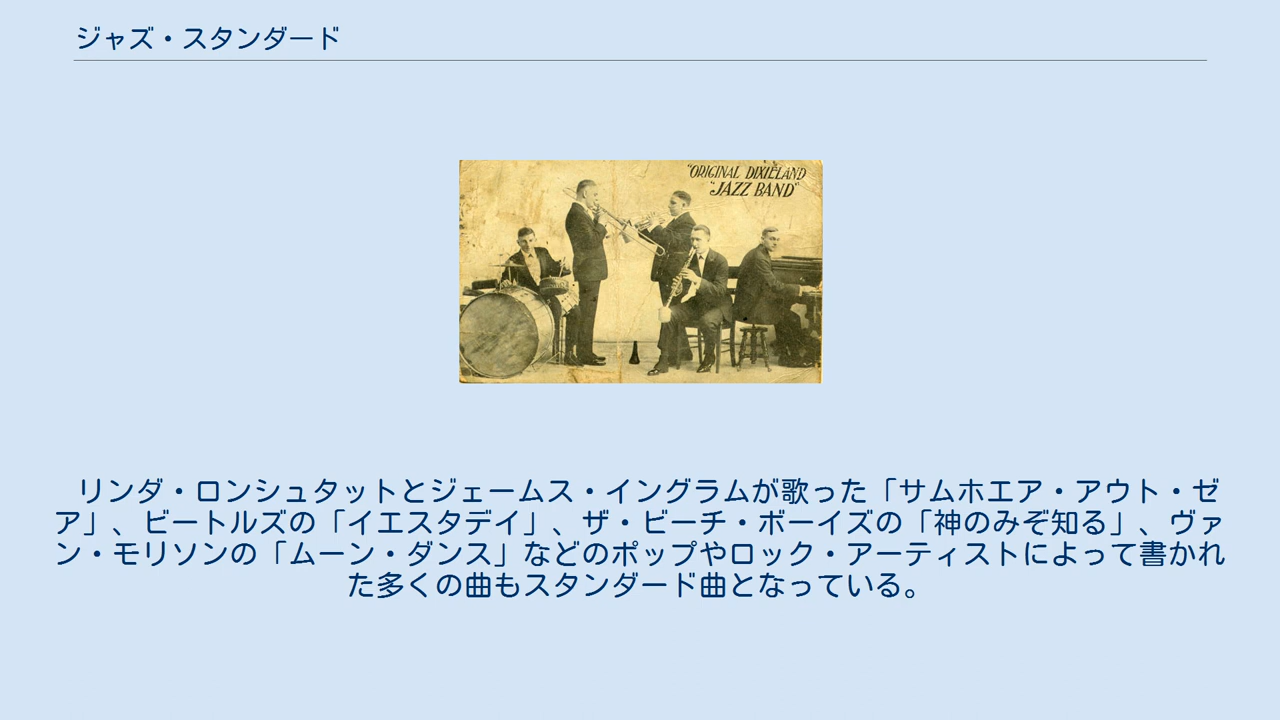 ジャズ・スタンダード
"ORIGINAL DIXIELAND
"JAZZ BAND"
リンダ・ロンシュタットとジェームス・イングラムが歌った「サムホエア・アウト・ゼ
ア」、ビートルズの「イエスタデイ」、ザ・ビーチ・ボーイズの「神のみぞ知る」、ヴァ
ン・モリソンの「ムーン・ダンス」などのポップやロック・アーティストによって書かれ
た多くの曲もスタンダード曲となっている。